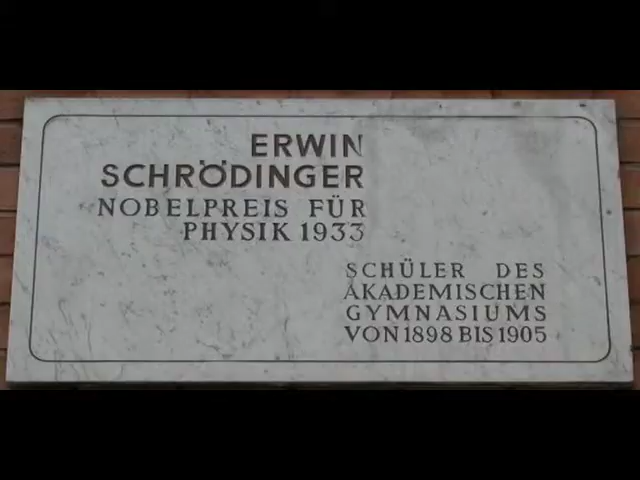 ERWIN
SCHRÖDINGER
NOBELPREIS FÜR
PHYSIK 1933
SCHÜLER DES
AKADEMISCHEN
GYMNASIUMS
VON 1898 BIS 1905